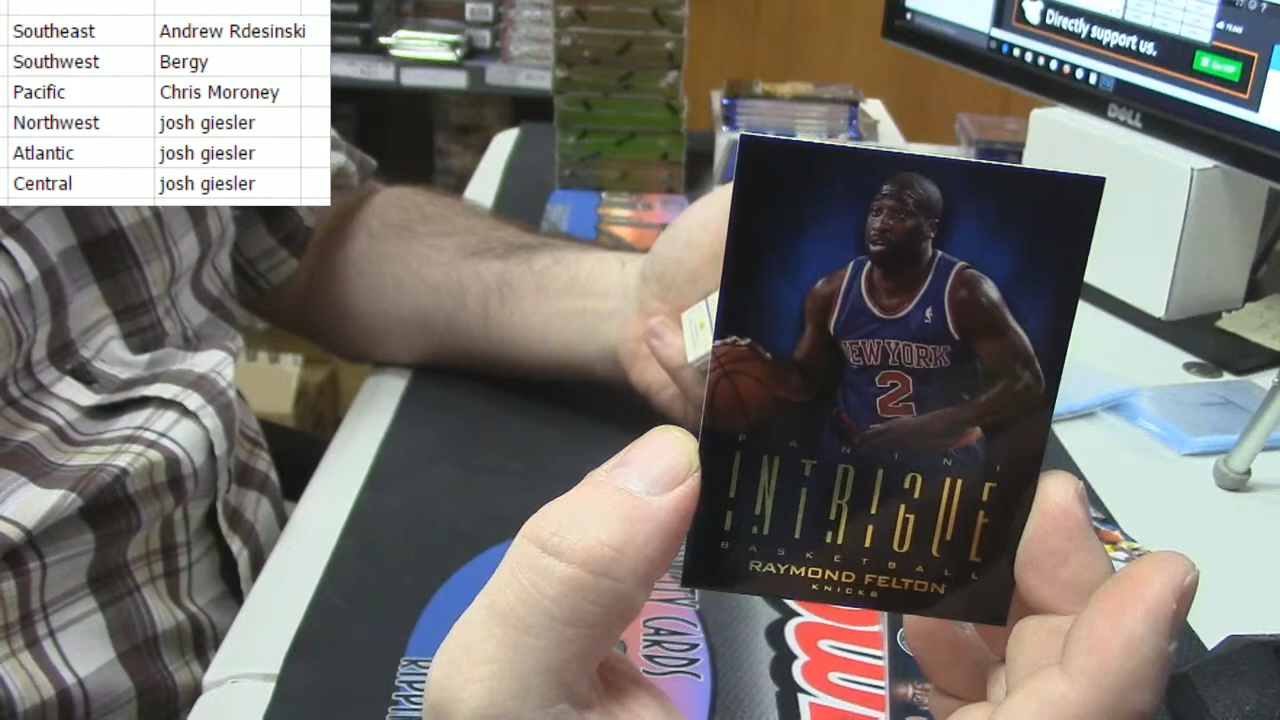 Southeast Andrew Rdesinski
Southwest Bergy
Pacific Chris Moroney
Northwest josh giesler
Atlantic josh giesler
Central josh giesler
Directly support us.
DELL
NEW YORK
2
PANINI
INTRIGUE
BASKETBALL
RAYMOND FELTON
KNICKS
CARDS